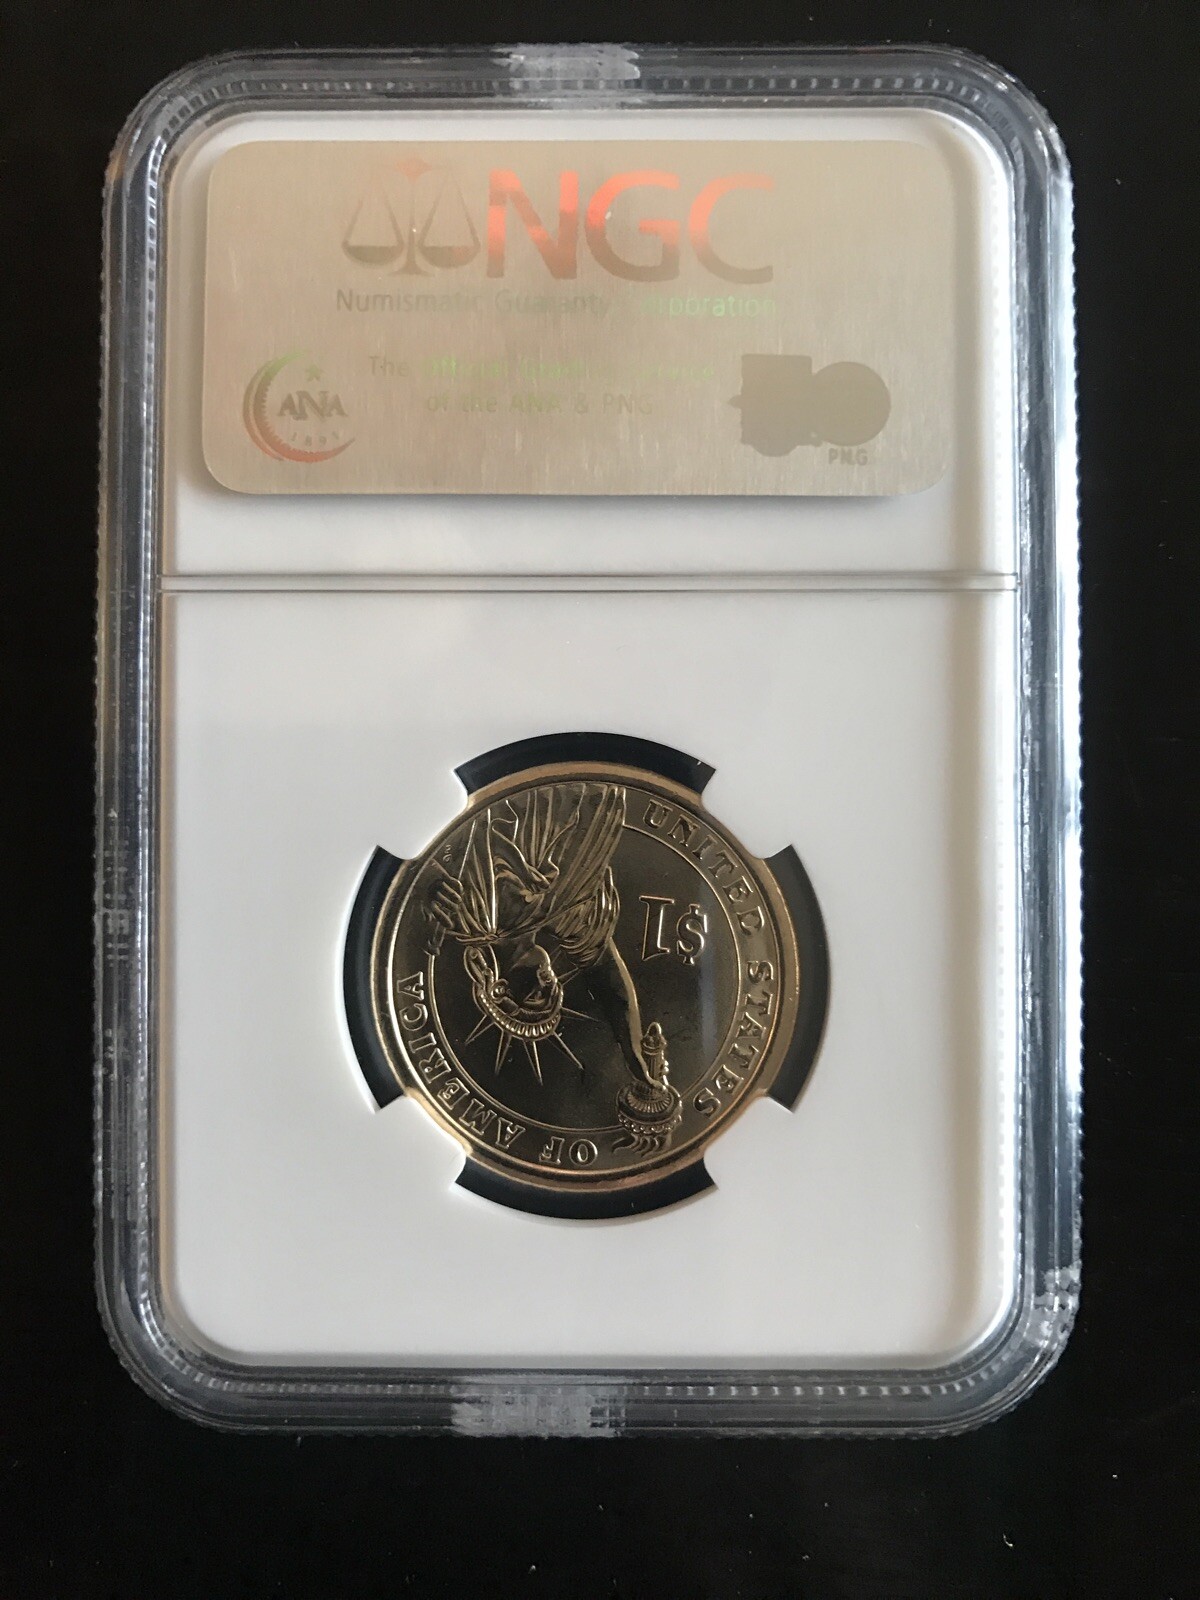 NGC
Numismatic Guaranty Corporation
The Official Grading Service
of the ANA & PNG
ANA
1891
PNG
UNITED STATES OF AMERICA
$1